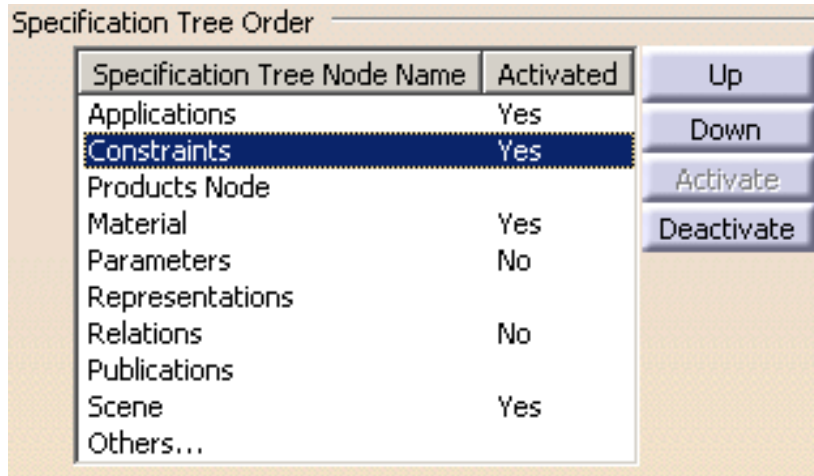 Specification Tree Order
Specification Tree Node Name Activated Up
Applications Yes
Down
Constraints Yes
Products Node Activate
Material Yes Deactivate
Parameters No
Representations
Relations No
Publications
Scene Yes
Others...